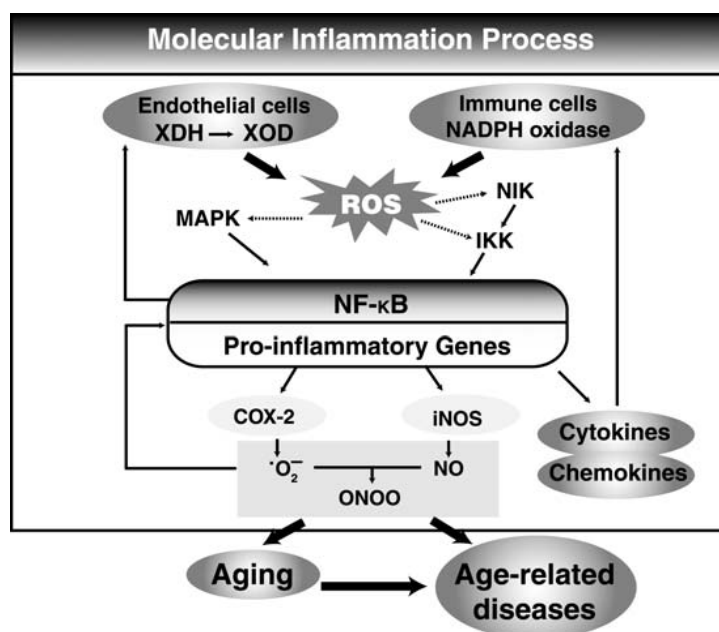 Molecular Inflammation Process
Endothelial cells
XDH → XOD
Immune cells
NADPH oxidase
ROS
NIK
MAPK
IKK
NF-κB
Pro-inflammatory Genes
COX-2
iNOS
Cytokines
Chemokines
·O₂⁻
NO
ONOO
Aging
Age-related
diseases